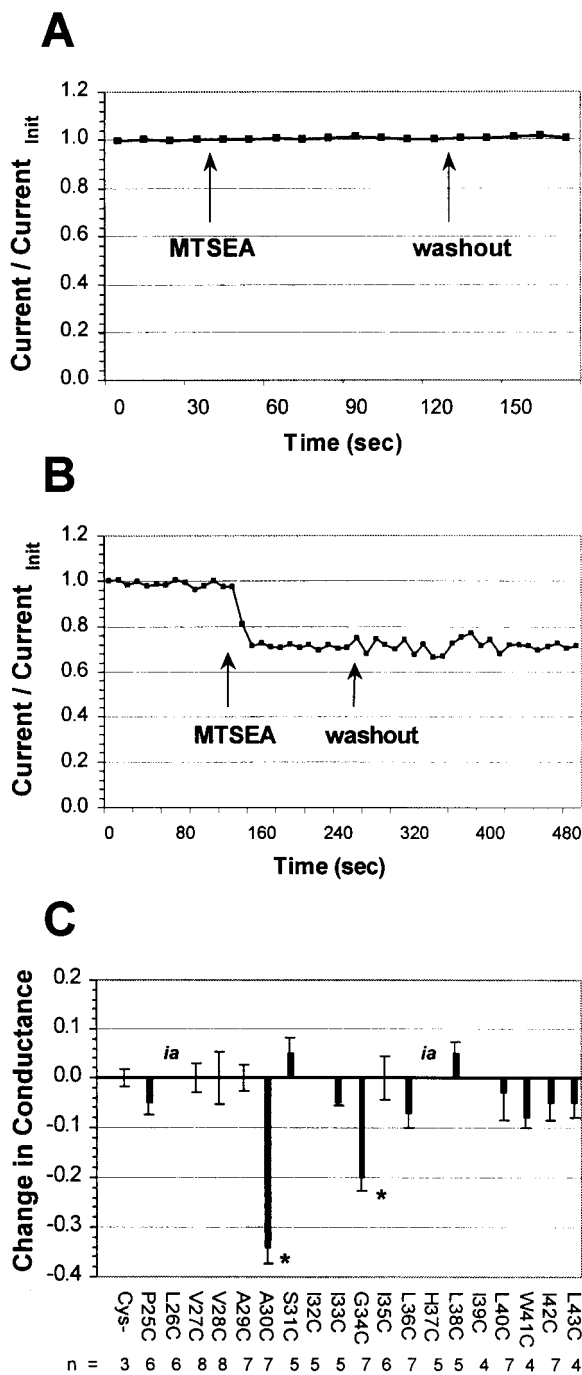 A
Current / Current Init
1.2
1.0
0.8
0.6
0.4
0.2
0.0
MTSEA
washout
0 30 60 90 120 150
Time (sec)
B
Current / Current Init
1.2
1.0
0.8
0.6
0.4
0.2
0.0
MTSEA
washout
0 80 160 240 320 400 480
Time (sec)
C
Change in Conductance
0.2
0.1
0.0
-0.1
-0.2
-0.3
-0.4
ia
ia
*
*
Cys- P25C L26C V27C V28C A29C A30C S31C I32C I33C G34C I35C L36C H37C L38C I39C L40C W41C I42C L43C
n = 3 6 6 8 8 7 7 5 5 5 7 6 7 5 5 4 7 4 7 4